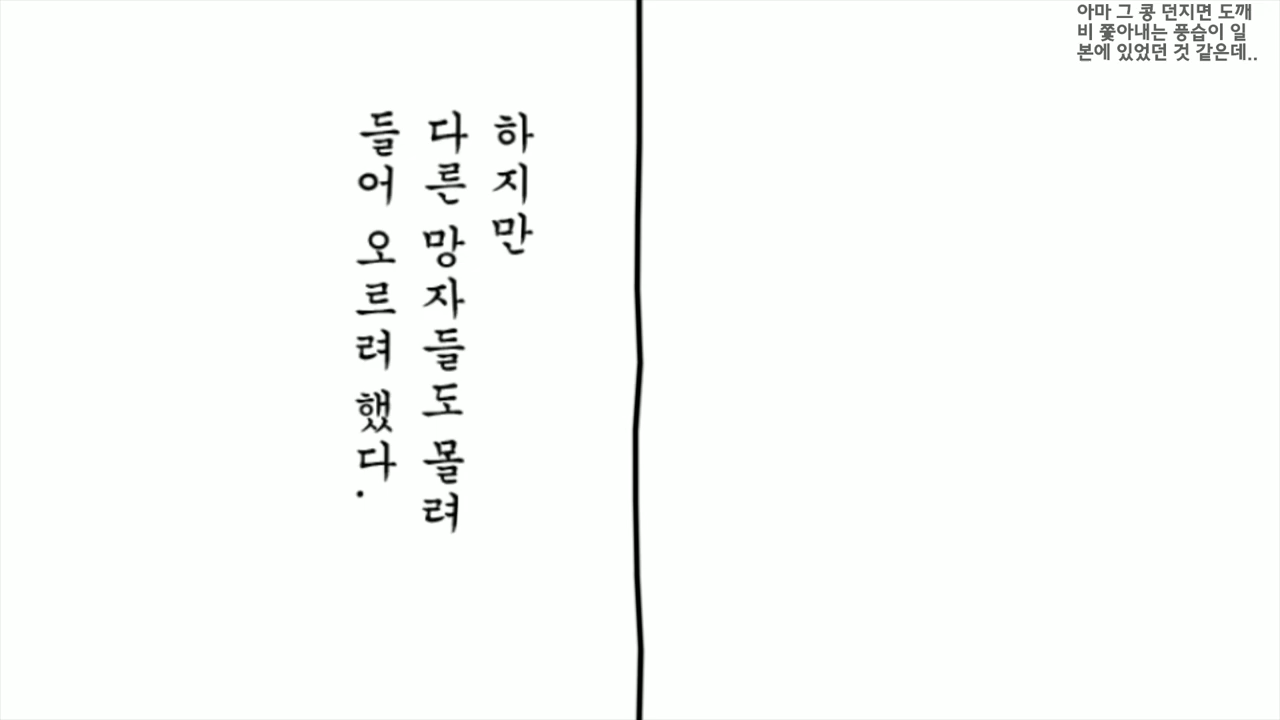 아마 그 콩 던지면 도깨
비 쫓아내는 풍습이 일
본에 있었던 것 같은데..
하지만
다른 망자들도 몰려
들어 오르려 했다.